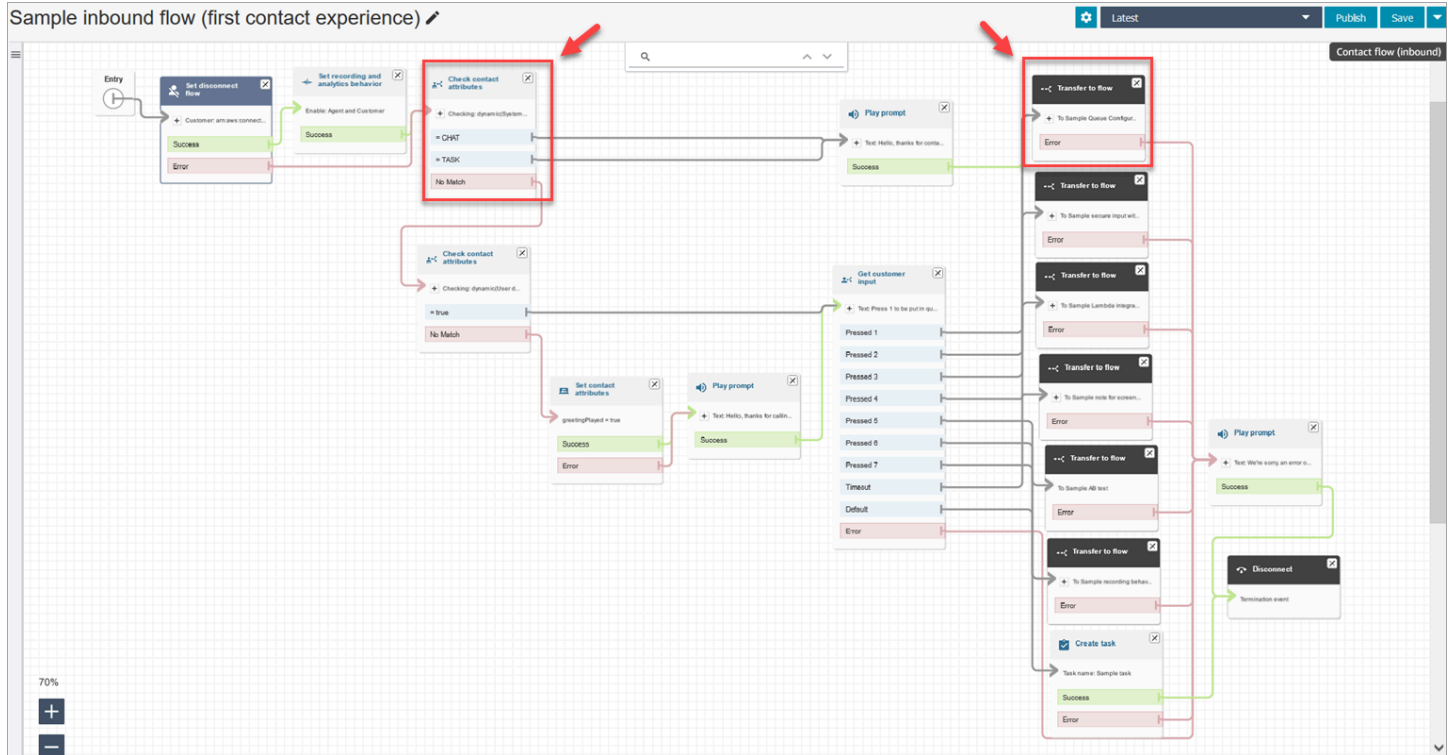 Sample inbound flow (first contact experience)
Latest
Publish
Save
Contact flow (inbound)
Entry
Set disconnect
flow
Customer: arn:aws:connect...
Success
Error
Set recording and
analytics behavior
Enable: Agent and Customer
Success
Check contact
attributes
Checking: dynamic(System...
= CHAT
= TASK
No Match
Play prompt
Text: Hello, thanks for conta...
Success
Transfer to flow
To Sample Queue Configur...
Error
Transfer to flow
To Sample secure input wit...
Error
Check contact
attributes
Checking: dynamic(User d...
= true
No Match
Get customer
input
Text: Press 1 to be put in qu...
Pressed 1
Pressed 2
Pressed 3
Pressed 4
Pressed 5
Pressed 6
Pressed 7
Timeout
Default
Error
Transfer to flow
To Sample Lambda integra...
Error
Set contact
attributes
greetingPlayed = true
Success
Error
Play prompt
Text: Hello, thanks for callin...
Success
Transfer to flow
To Sample note for screen...
Error
Transfer to flow
To Sample AB test
Error
Play prompt
Text: We're sorry, an error o...
Success
Transfer to flow
To Sample recording behav...
Error
Disconnect
Termination event
Create task
Task name: Sample task
Success
Error
70%